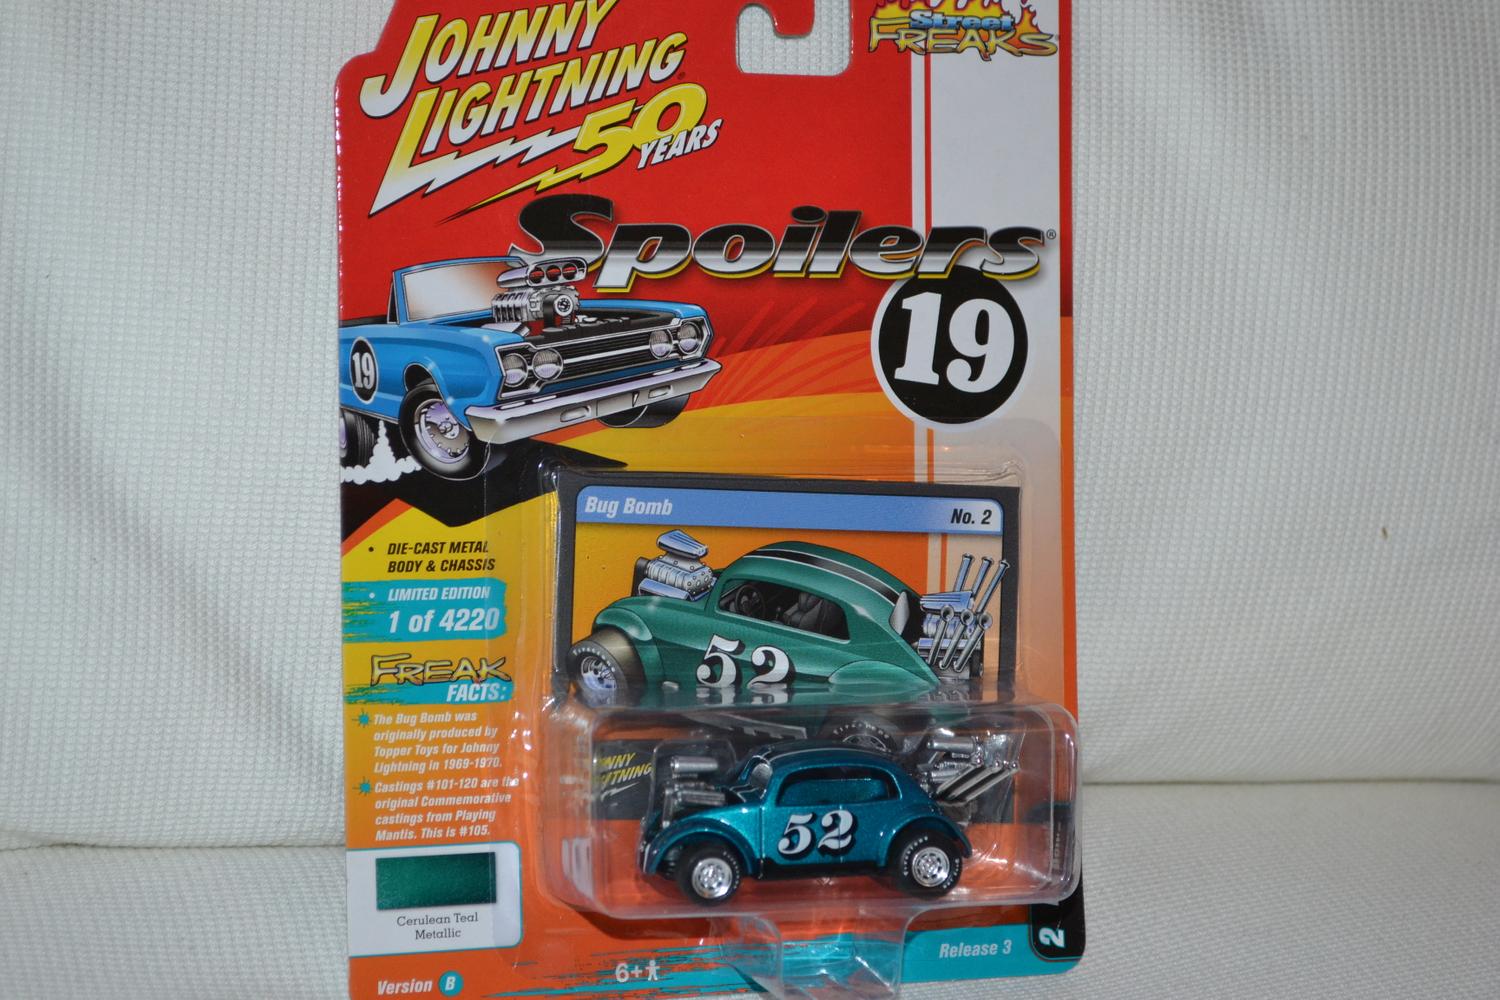 JOHNNY
LIGHTNING
50
YEARS
Street
FREAKS
Spoilers®
19
19
Bug Bomb
No. 2
52
• DIE-CAST METAL
BODY & CHASSIS
• LIMITED EDITION
1 of 4220
FREAK
FACTS:
The Bug Bomb was
originally produced by
Topper Toys for Johnny
Lightning in 1969-1970.
Castings #101-120 are the
original Commemorative
castings from Playing
Mantis. This is #105.
52
Cerulean Teal
Metallic
Version B
6+
Release 3
2